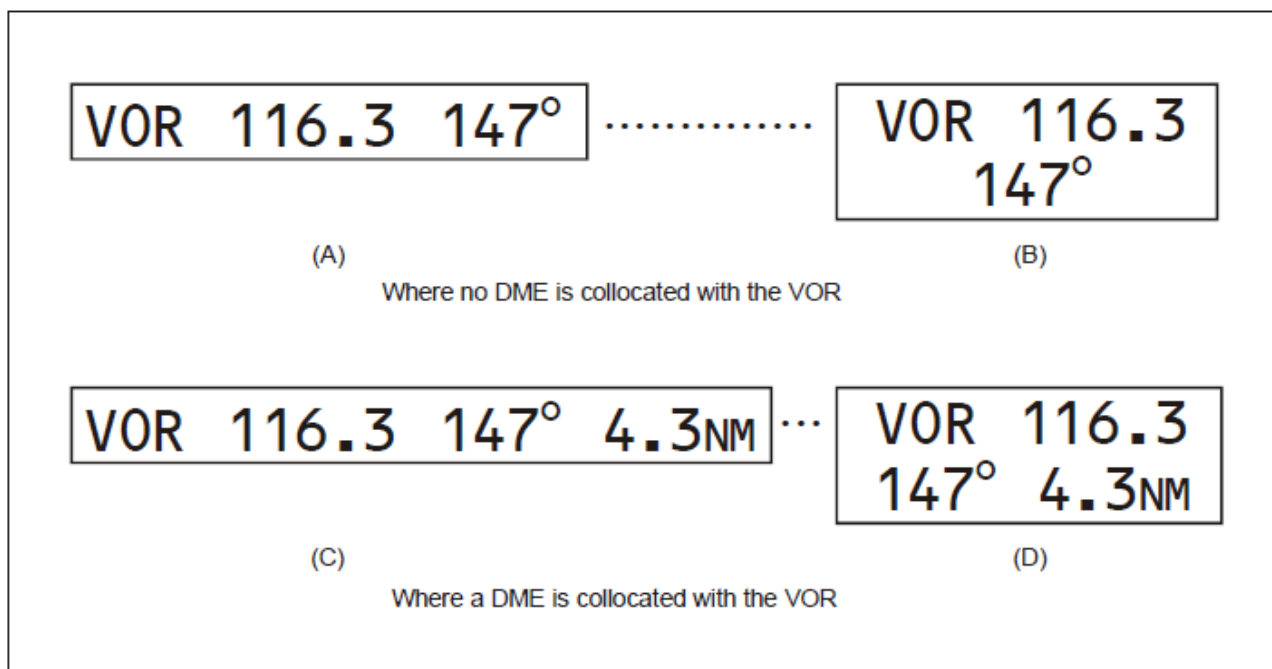 VOR 116.3 147° .............. VOR 116.3
147°
(A) (B)
Where no DME is collocated with the VOR
VOR 116.3 147° 4.3NM ... VOR 116.3
147° 4.3NM
(C) (D)
Where a DME is collocated with the VOR